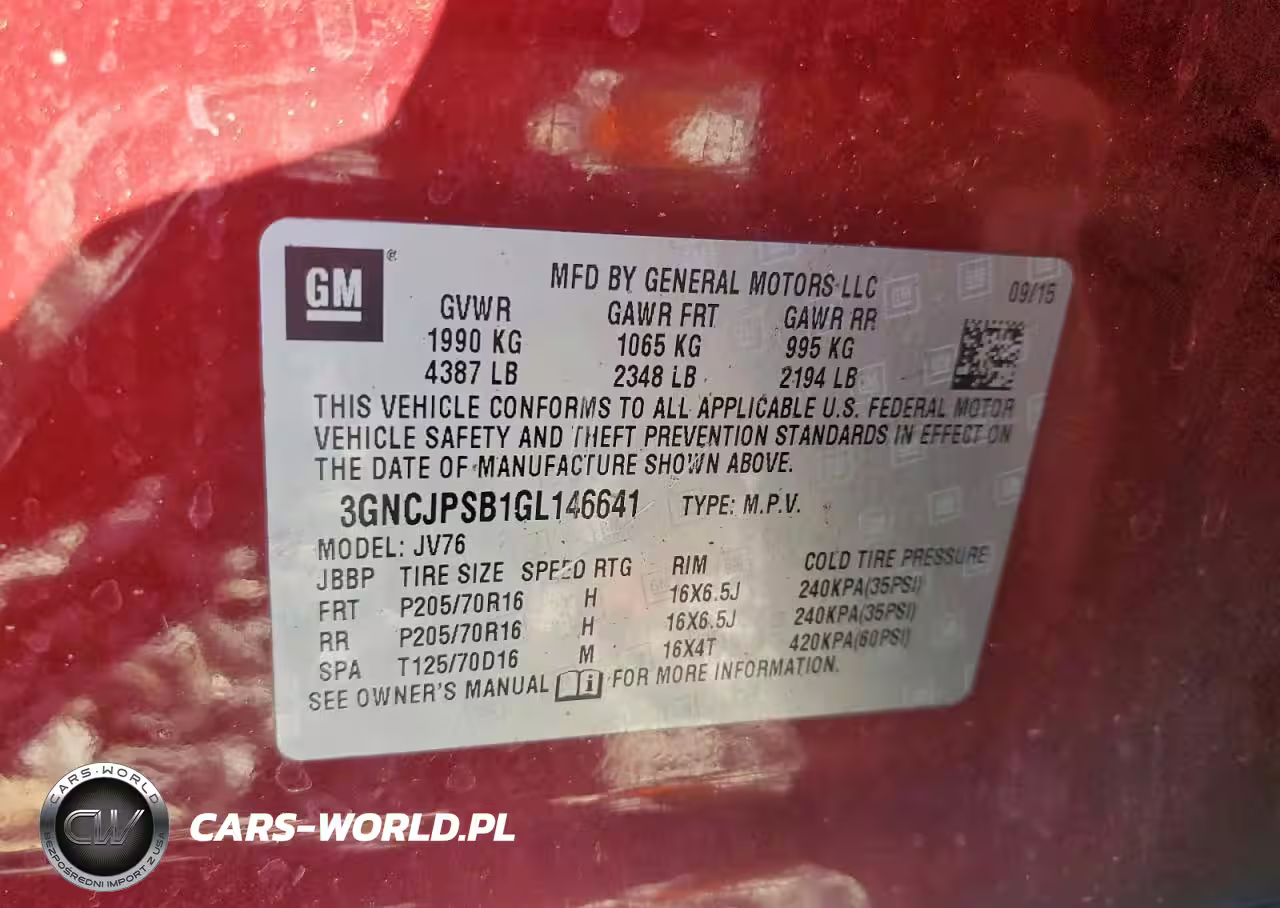 GM®
MFD BY GENERAL MOTORS LLC
09/15
GVWR GAWR FRT GAWR RR
1990 KG 1065 KG 995 KG
4387 LB 2348 LB 2194 LB
THIS VEHICLE CONFORMS TO ALL APPLICABLE U.S. FEDERAL MOTOR
VEHICLE SAFETY AND THEFT PREVENTION STANDARDS IN EFFECT ON
THE DATE OF MANUFACTURE SHOWN ABOVE.
3GNCJPSB1GL146641 TYPE: M.P.V.
MODEL: JV76
JBBP TIRE SIZE SPEED RTG RIM COLD TIRE PRESSURE
FRT P205/70R16 H 16X6.5J 240KPA(35PSI)
RR P205/70R16 H 16X6.5J 240KPA(35PSI)
SPA T125/70D16 M 16X4T 420KPA(60PSI)
SEE OWNER'S MANUAL i FOR MORE INFORMATION.
CARS-WORLD
CW
BEZPOŚREDNI IMPORT Z USA
CARS-WORLD.PL